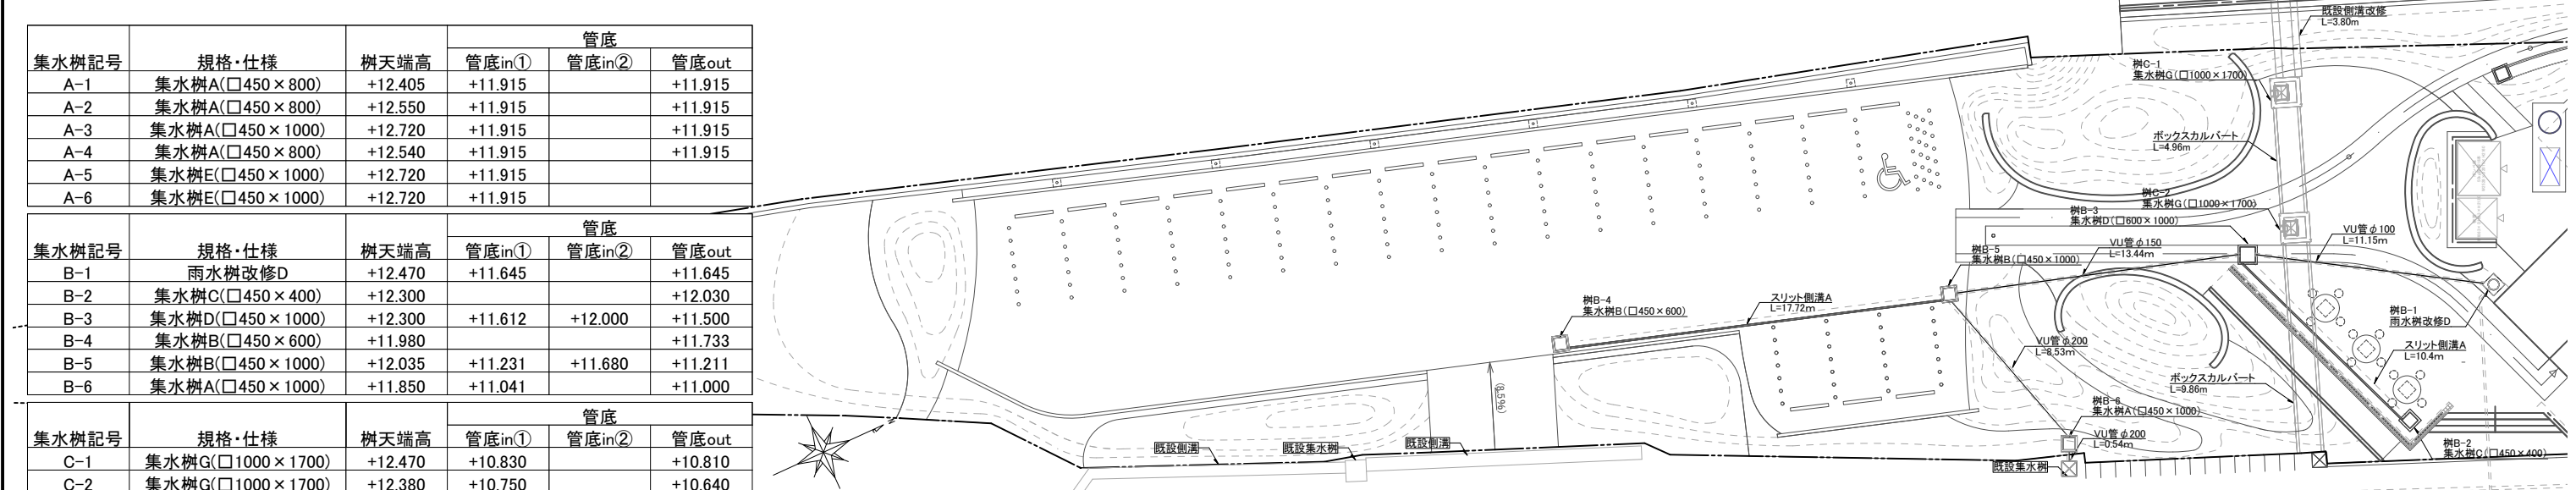 管底
集水桝記号 規格・仕様 桝天端高 管底in① 管底in② 管底out
A-1 集水桝A(□450×800) +12.405 +11.915 +11.915
A-2 集水桝A(□450×800) +12.550 +11.915 +11.915
A-3 集水桝A(□450×1000) +12.720 +11.915 +11.915
A-4 集水桝A(□450×800) +12.540 +11.915 +11.915
A-5 集水桝E(□450×1000) +12.720 +11.915
A-6 集水桝E(□450×1000) +12.720 +11.915
管底
集水桝記号 規格・仕様 桝天端高 管底in① 管底in② 管底out
B-1 雨水桝改修D +12.470 +11.645 +11.645
B-2 集水桝C(□450×400) +12.300 +12.030
B-3 集水桝D(□450×1000) +12.300 +11.612 +12.000 +11.500
B-4 集水桝B(□450×600) +11.980 +11.733
B-5 集水桝B(□450×1000) +12.035 +11.231 +11.680 +11.211
B-6 集水桝A(□450×1000) +11.850 +11.041 +11.000
管底
集水桝記号 規格・仕様 桝天端高 管底in① 管底in② 管底out
C-1 集水桝G(□1000×1700) +12.470 +10.830 +10.810
C-2 集水桝G(□1000×1700) +12.380 +10.750 +10.640
既設側溝改修
L=3.80m
桝C-1
集水桝G(□1000×1700)
ボックスカルバート
L=4.96m
桝C-2
集水桝G(□1000×1700)
桝B-3
集水桝D(□600×1000)
VU管φ100
L=11.15m
VU管φ150
L=13.44m
桝B-5
集水桝B(□450×1000)
桝B-4
集水桝B(□450×600)
スリット側溝A
L=17.72m
桝B-1
雨水桝改修D
VU管φ200
L=8.53m
スリット側溝A
L=10.4m
ボックスカルバート
L=9.86m
(8.5%)
桝B-6
集水桝A(□450×1000)
VU管φ200
L=0.54m
桝B-2
集水桝C(□450×400)
既設側溝
既設集水桝
既設側溝
既設集水桝